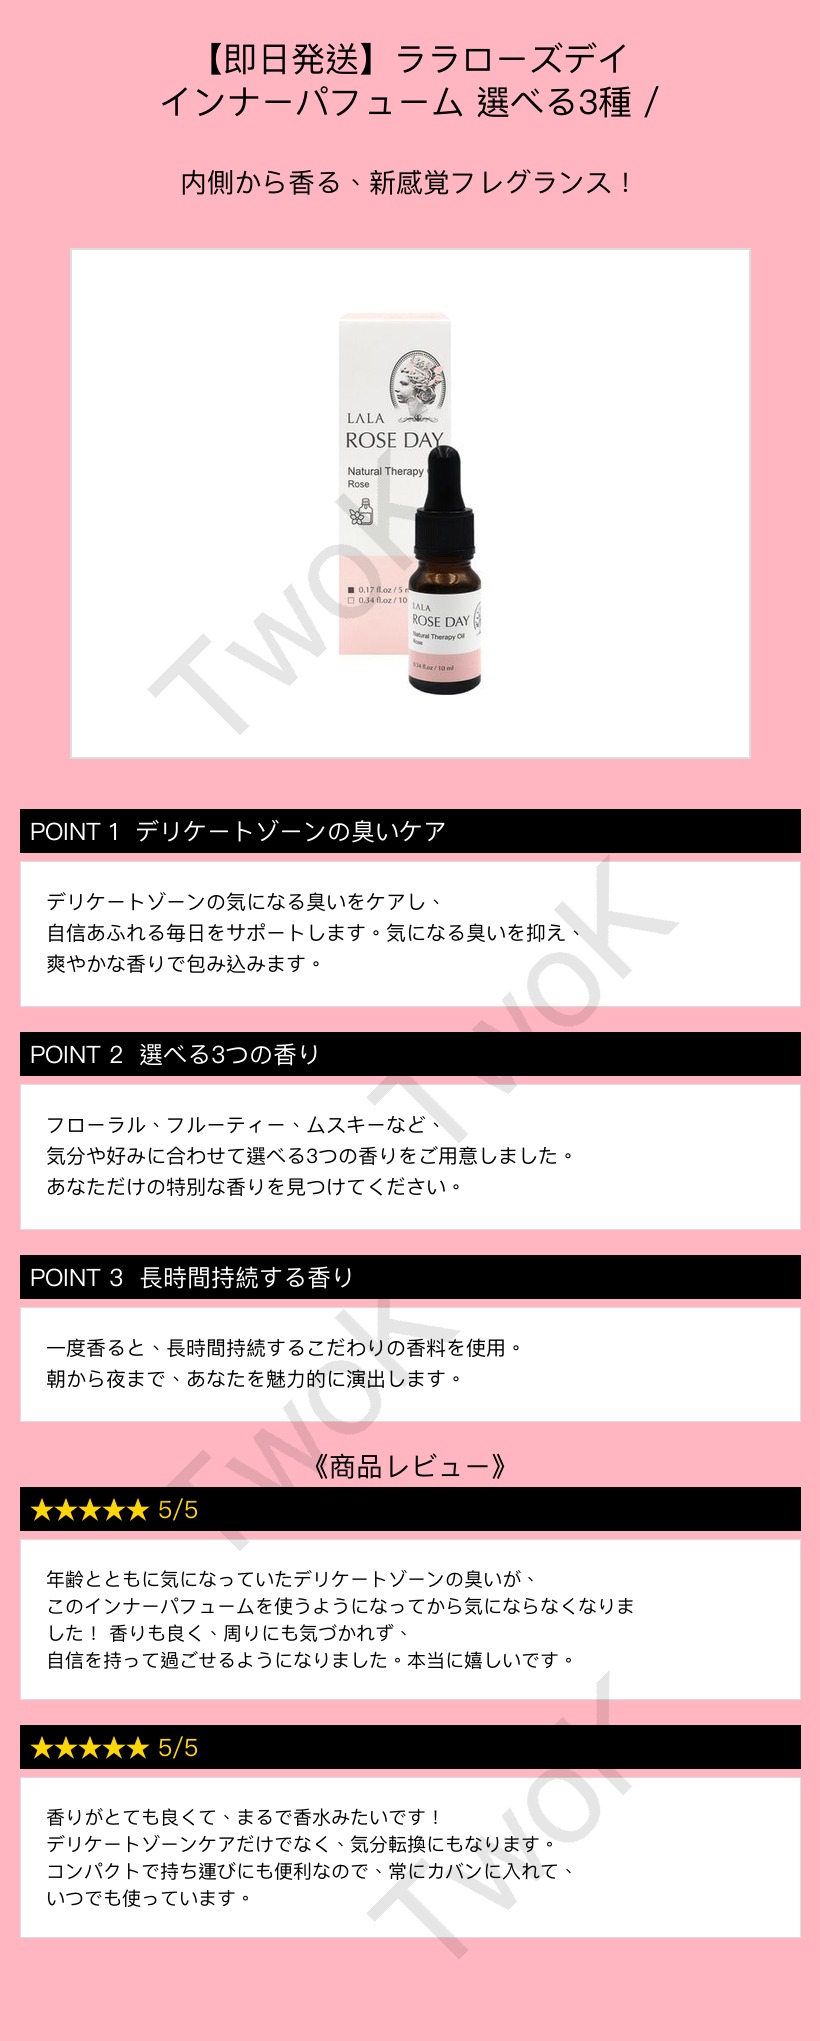 【即日発送】ララローズデイ
インナーパフューム 選べる3種 /
内側から香る、新感覚フレグランス！
LALA
ROSE DAY
Natural Therapy
Rose
0.17 fl.oz / 5
0.34 fl.oz / 10
LALA
ROSE DAY
Natural Therapy Oil
Rose
0.34 fl.oz / 10 ml
TwoK
POINT 1 デリケートゾーンの臭いケア
デリケートゾーンの気になる臭いをケアし、
自信あふれる毎日をサポートします。気になる臭いを抑え、
爽やかな香りで包み込みます。
TwoK
POINT 2 選べる3つの香り
フローラル、フルーティー、ムスキーなど、
気分や好みに合わせて選べる3つの香りをご用意しました。
あなただけの特別な香りを見つけてください。
POINT 3 長時間持続する香り
一度香ると、長時間持続するこだわりの香料を使用。
朝から夜まで、あなたを魅力的に演出します。
TwoK
《商品レビュー》
★★★★★ 5/5
年齢とともに気になっていたデリケートゾーンの臭いが、
このインナーパフュームを使うようになってから気にならなくなりま
した！ 香りも良く、周りにも気づかれず、
自信を持って過ごせるようになりました。本当に嬉しいです。
★★★★★ 5/5
香りがとても良くて、まるで香水みたいです！
デリケートゾーンケアだけでなく、気分転換にもなります。
コンパクトで持ち運びにも便利なので、常にカバンに入れて、
いつでも使っています。
TwoK